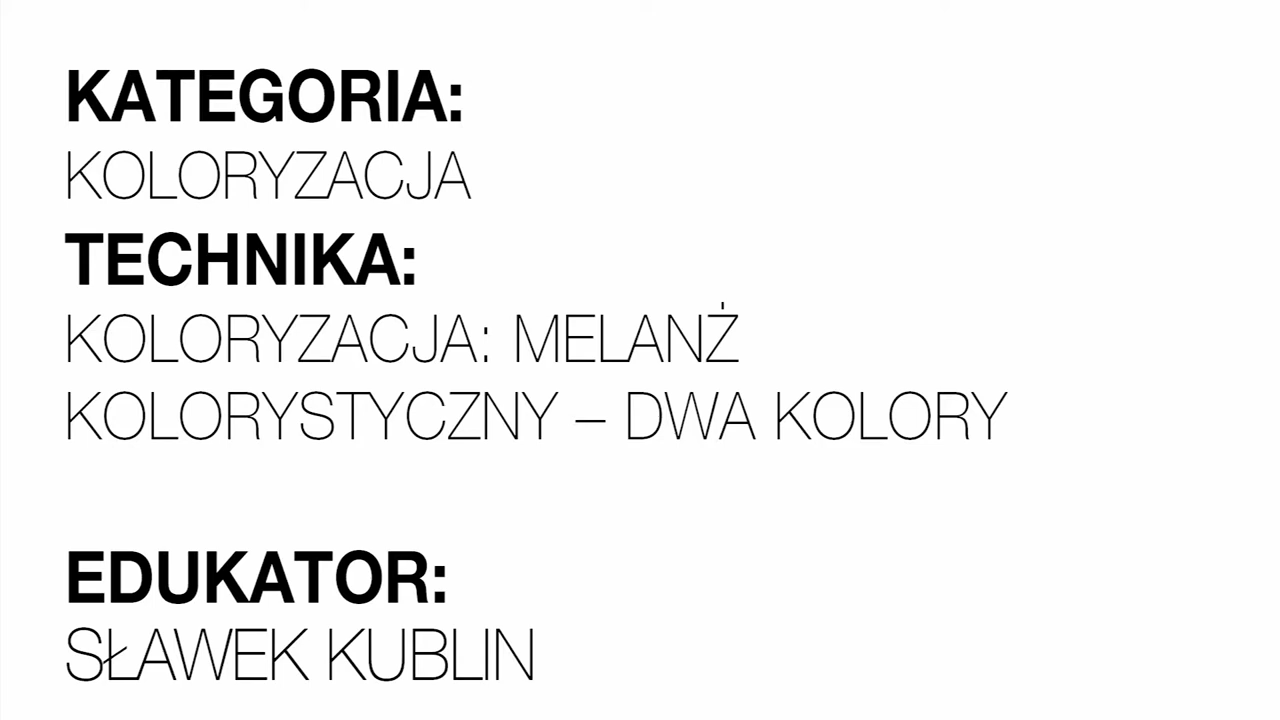 KATEGORIA:
KOLORYZACJA
TECHNIKA:
KOLORYZACJA: MELANŻ
KOLORYSTYCZNY – DWA KOLORY
EDUKATOR:
SŁAWEK KUBLIN